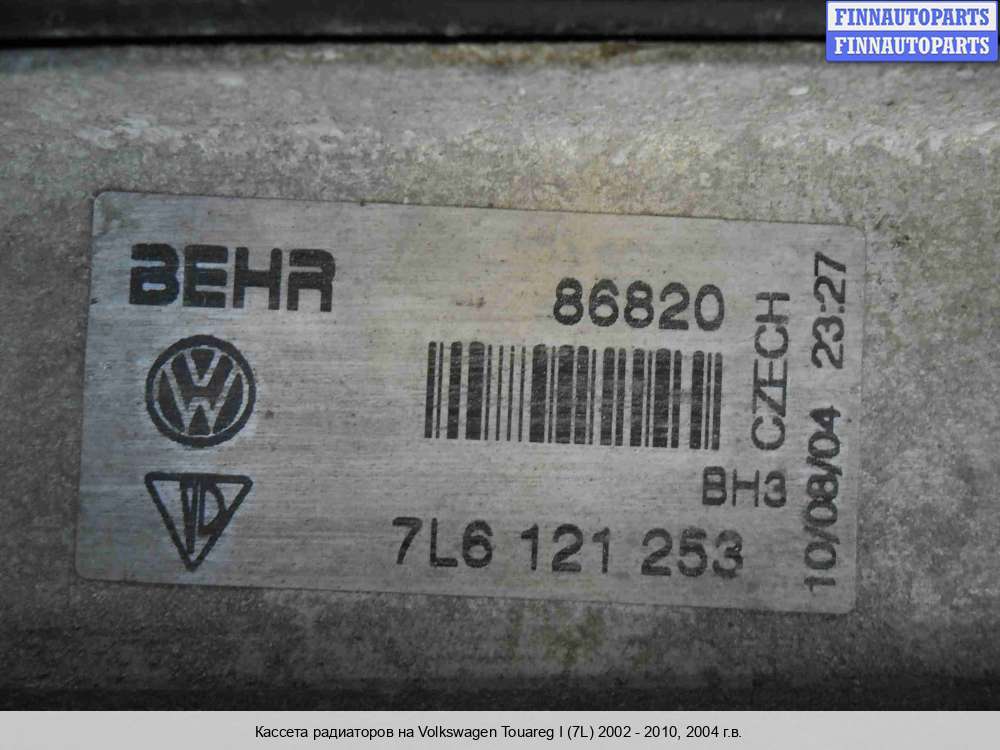 FINNAUTOPARTS
FINNAUTOPARTS
BEHR
86820
CZECH
10/08/04 23:27
VW
BH3
7L6 121 253
Кассета радиаторов на Volkswagen Touareg I (7L) 2002 - 2010, 2004 г.в.